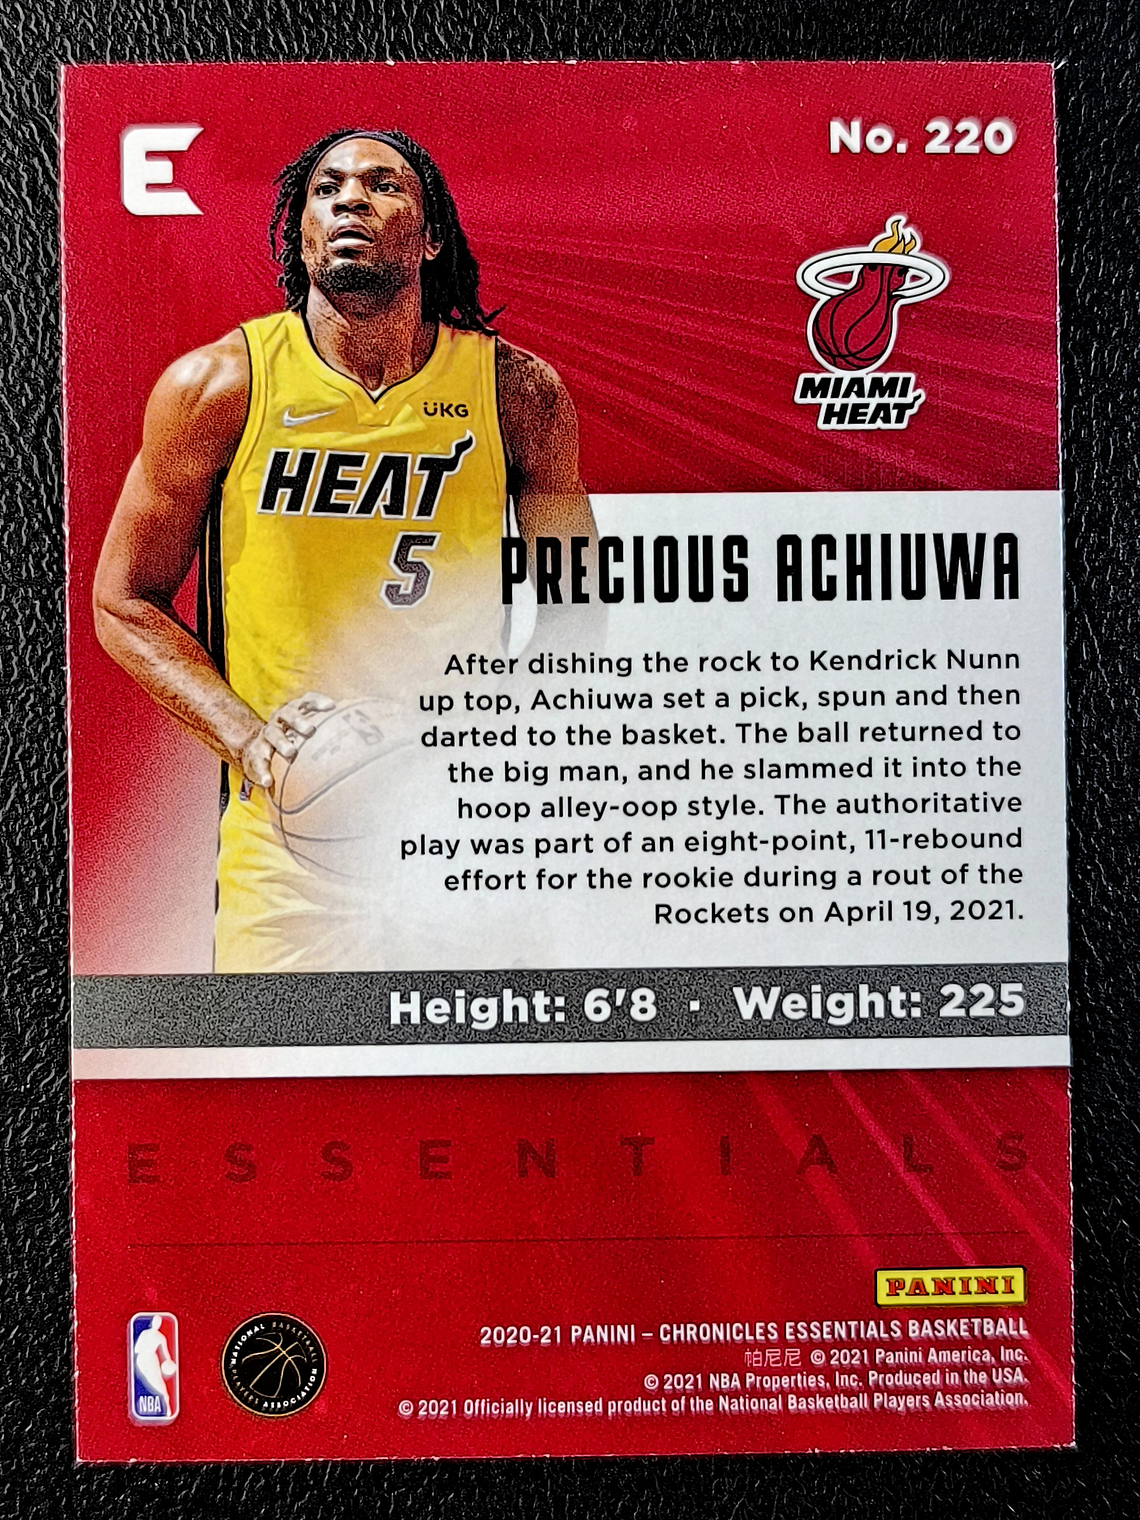 E
No. 220
MIAMI
HEAT
UKG
HEAT
5
PRECIOUS ACHIUWA
After dishing the rock to Kendrick Nunn
up top, Achiuwa set a pick, spun and then
darted to the basket. The ball returned to
the big man, and he slammed it into the
hoop alley-oop style. The authoritative
play was part of an eight-point, 11-rebound
effort for the rookie during a rout of the
Rockets on April 19, 2021.
Height: 6'8 · Weight: 225
ESSENTIALS
PANINI
2020-21 PANINI – CHRONICLES ESSENTIALS BASKETBALL
帕尼尼 © 2021 Panini America, Inc.
© 2021 NBA Properties, Inc. Produced in the USA.
© 2021 Officially licensed product of the National Basketball Players Association.
NBA
NATIONAL BASKETBALL PLAYERS ASSOCIATION